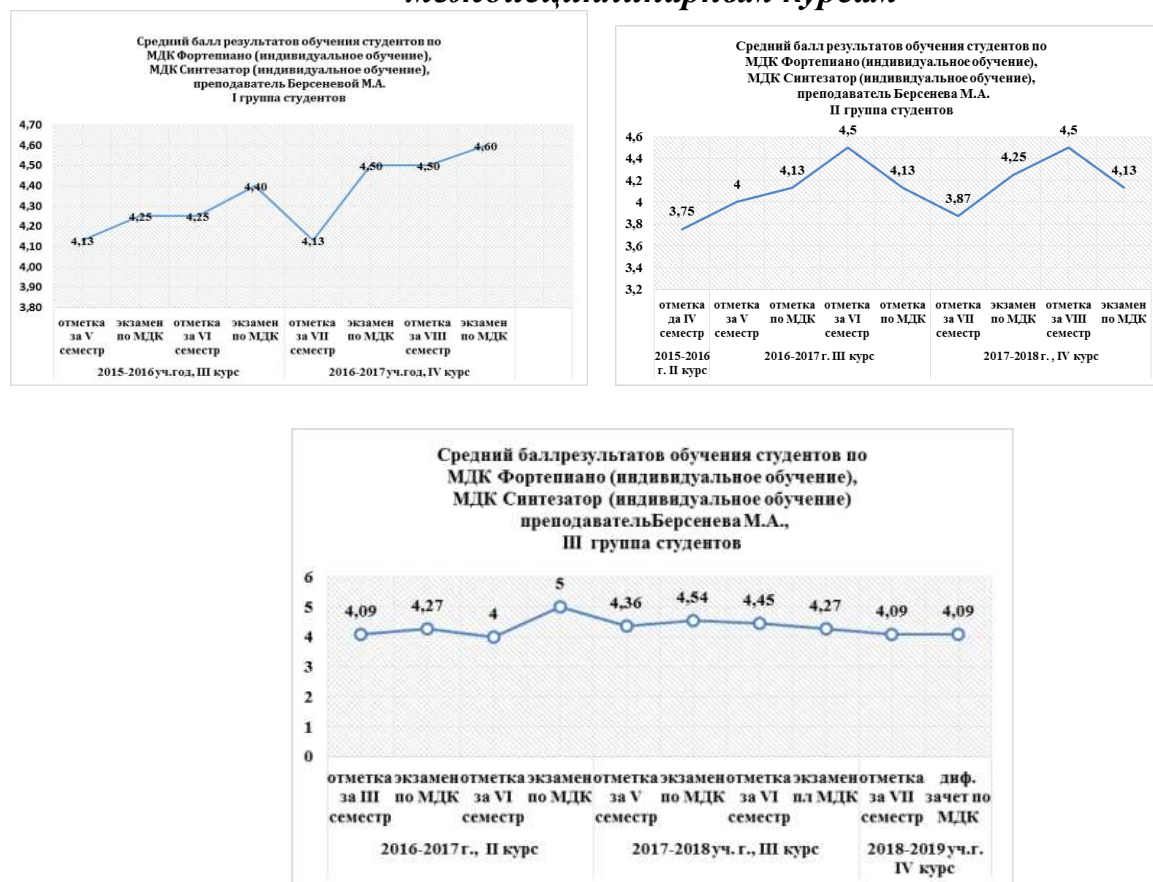 междисциплинарным курсам
Средний балл результатов обучения студентов по
МДК Фортепиано (индивидуальное обучение),
МДК Синтезатор (индивидуальное обучение),
преподаватель Берсеневой М.А.
I группа студентов
4,70
4,60
4,50
4,40
4,30
4,20
4,10
4,00
3,90
3,80
4,13
4,25
4,25
4,40
4,13
4,50
4,50
4,60
отметка экзамен отметка экзамен отметка экзамен отметка экзамен
за V по МДК за VI по МДК за VII по МДК за VIII по МДК
семестр семестр семестр семестр
2015-2016 уч.год, III курс 2016-2017 уч.год, IV курс
Средний балл результатов обучения студентов по
МДК Фортепиано (индивидуальное обучение),
МДК Синтезатор (индивидуальное обучение),
преподаватель Берсенева М.А.
II группа студентов
4,6
4,4
4,2
4
3,8
3,6
3,4
3,2
3,75
4
4,13
4,5
4,13
3,87
4,25
4,5
4,13
отметка отметка экзамен отметка экзамен отметка экзамен отметка экзамен
да IV за V по МДК за VI по МДК за VII по МДК за VIII по МДК
семестр семестр семестр семестр семестр
2015-2016 2016-2017 г. III курс 2017-2018 г. , IV курс
г. II курс
Средний баллрезультатов обучения студентов по
МДК Фортепиано (индивидуальное обучение),
МДК Синтезатор (индивидуальное обучение)
преподавательБерсенева М.А.,
III группа студентов
6
5
4
3
2
1
0
4,09
4,27
4
5
4,36
4,54
4,45
4,27
4,09
4,09
отметка экзамен отметка экзамен отметка экзамен отметка экзамен отметка диф.
за III по МДК за VI по МДК за V по МДК за VI пл МДК за VII зачет по
семестр семестр семестр семестр семестр МДК
2016-2017 г., II курс 2017-2018 уч. г., III курс 2018-2019 уч.г.
IV курс